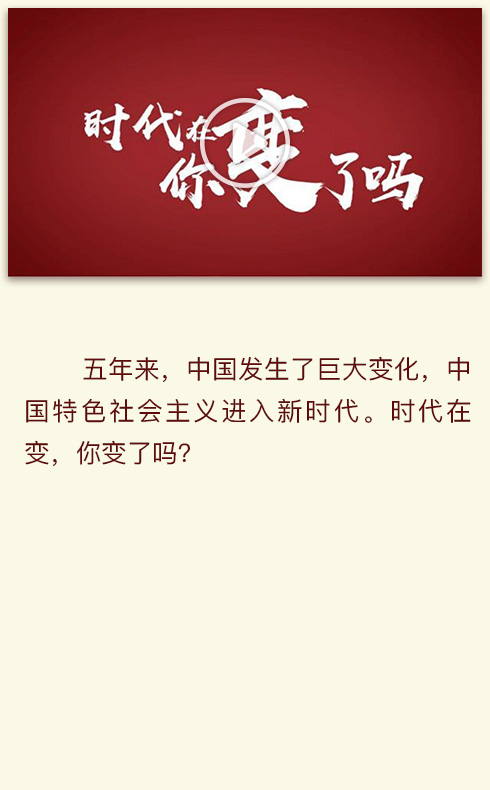 时代在
你变了吗
五年来，中国发生了巨大变化，中
国特色社会主义进入新时代。时代在
变，你变了吗？